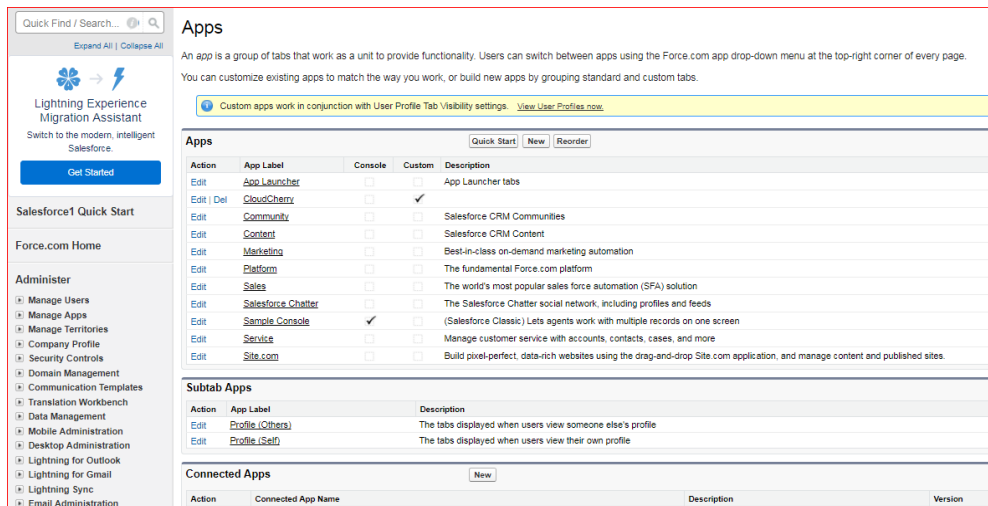 Quick Find / Search...
Expand All | Collapse All
Lightning Experience
Migration Assistant
Switch to the modern, intelligent
Salesforce.
Get Started
Salesforce1 Quick Start
Force.com Home
Administer
Manage Users
Manage Apps
Manage Territories
Company Profile
Security Controls
Domain Management
Communication Templates
Translation Workbench
Data Management
Mobile Administration
Desktop Administration
Lightning for Outlook
Lightning for Gmail
Lightning Sync
Email Administration
Apps
An app is a group of tabs that work as a unit to provide functionality. Users can switch between apps using the Force.com app drop-down menu at the top-right corner of every page.
You can customize existing apps to match the way you work, or build new apps by grouping standard and custom tabs.
Custom apps work in conjunction with User Profile Tab Visibility settings. View User Profiles now.
Apps Quick Start New Reorder
Action App Label Console Custom Description
Edit App Launcher App Launcher tabs
Edit | Del CloudCherry
Edit Community Salesforce CRM Communities
Edit Content Salesforce CRM Content
Edit Marketing Best-in-class on-demand marketing automation
Edit Platform The fundamental Force.com platform
Edit Sales The world's most popular sales force automation (SFA) solution
Edit Salesforce Chatter The Salesforce Chatter social network, including profiles and feeds
Edit Sample Console (Salesforce Classic) Lets agents work with multiple records on one screen
Edit Service Manage customer service with accounts, contacts, cases, and more
Edit Site.com Build pixel-perfect, data-rich websites using the drag-and-drop Site.com application, and manage content and published sites.
Subtab Apps
Action App Label Description
Edit Profile (Others) The tabs displayed when users view someone else's profile
Edit Profile (Self) The tabs displayed when users view their own profile
Connected Apps New
Action Connected App Name Description Version